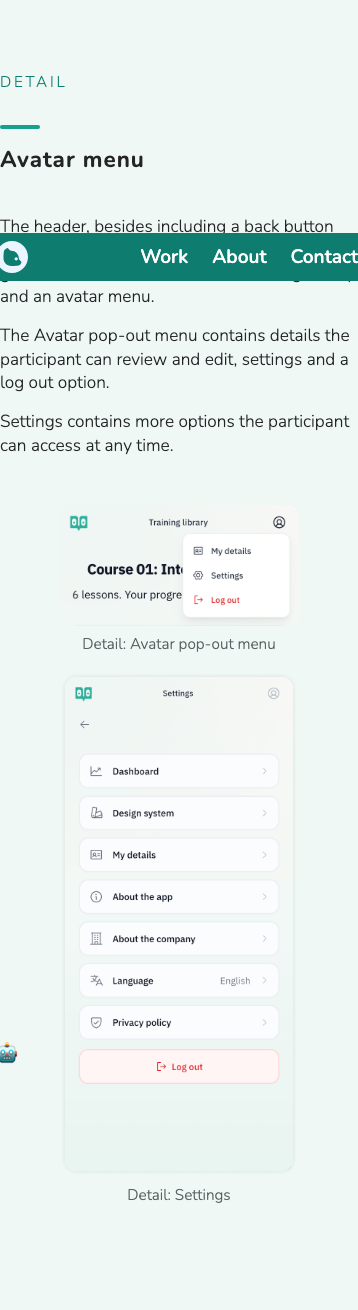 DETAIL
Avatar menu
The header, besides including a back button
Work About Contact
and an avatar menu.
The Avatar pop-out menu contains details the
participant can review and edit, settings and a
log out option.
Settings contains more options the participant
can access at any time.
Training library
My details
Course 01:
Settings
6 lessons. Your
Log out
Detail: Avatar pop-out menu
Settings
Dashboard
Design system
My details
About the app
About the company
Language English
Privacy policy
Log out
Detail: Settings